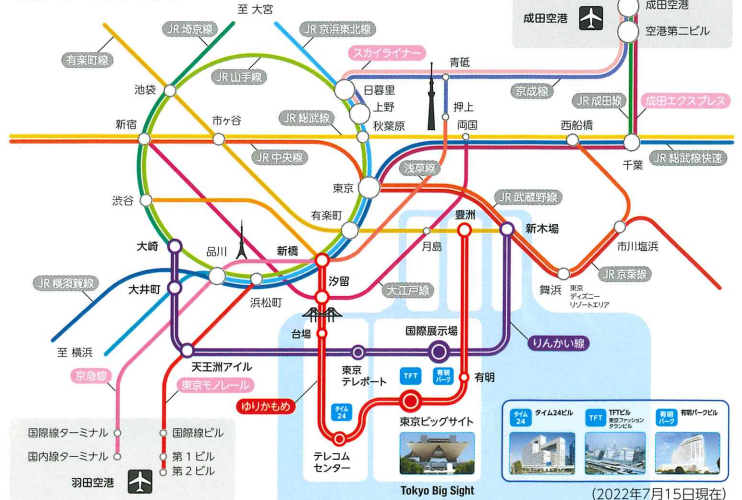 至 大宮
成田空港
成田空港
空港第二ビル
JR 埼京線
JR 京浜東北線
有楽町線
スカイライナー
青砥
JR 山手線
池袋
日暮里
京成線
上野
押上
JR 成田線
成田エクスプレス
新宿
市ヶ谷
JR 総武線
秋葉原
両国
西船橋
JR 中央線
千葉
JR 総武線快速
浅草線
東京
渋谷
JR 武蔵野線
有楽町
豊洲
新木場
大崎
品川
新橋
月島
市川塩浜
大井町
汐留
JR 横須賀線
浜松町
大江戸線
舞浜
東京
ディズニー
リゾートエリア
JR 京葉線
台場
国際展示場
りんかい線
至 横浜
天王洲アイル
東京
テレポート
TFT
有明
パーク
有明
京急線
東京モノレール
ゆりかもめ
タイム
24
東京ビッグサイト
タイム
24
タイム24ビル
TFT
TFTビル
東京ファッション
タウンビル
有明
パーク
有明パークビル
国際線ターミナル
国際線ビル
国内線ターミナル
第1ビル
第2ビル
テレコム
センター
羽田空港
Tokyo Big Sight
(2022年7月15日現在)